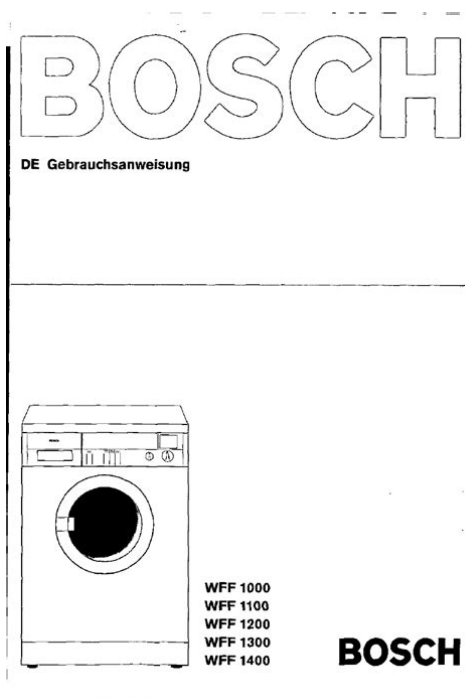 BOSCH
DE Gebrauchsanweisung
WFF 1000
WFF 1100
WFF 1200
WFF 1300
WFF 1400
BOSCH